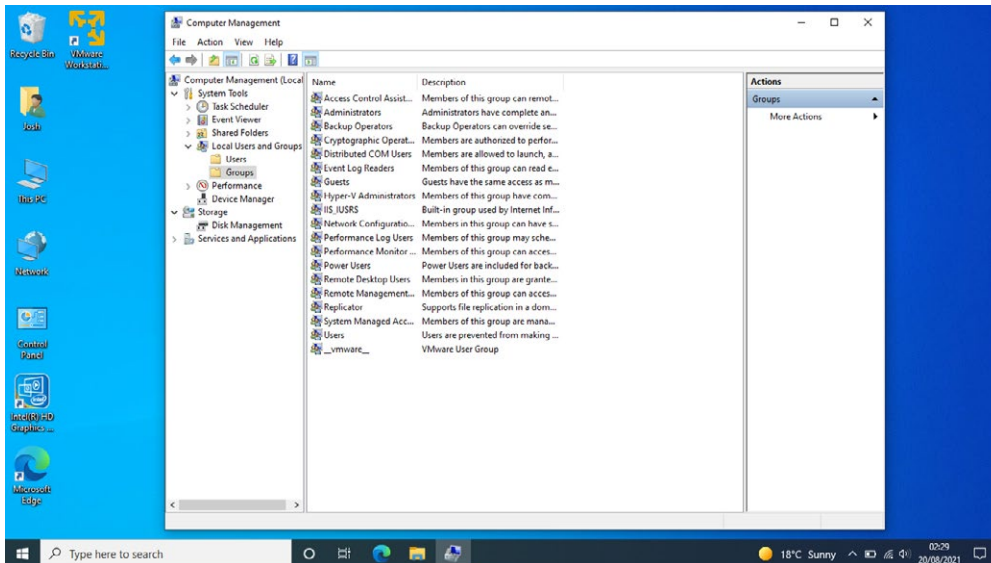 Recycle Bin
VMware
Workstati...
Josh
This PC
Network
Control
Panel
Intel(R) HD
Graphics ...
Microsoft
Edge
Computer Management
File Action View Help
Computer Management (Local
System Tools
Task Scheduler
Event Viewer
Shared Folders
Local Users and Groups
Users
Groups
Performance
Device Manager
Storage
Disk Management
Services and Applications
Name Description
Access Control Assist... Members of this group can remot...
Administrators Administrators have complete an...
Backup Operators Backup Operators can override se...
Cryptographic Operat... Members are authorized to perfor...
Distributed COM Users Members are allowed to launch, a...
Event Log Readers Members of this group can read e...
Guests Guests have the same access as m...
Hyper-V Administrators Members of this group have com...
IIS_IUSRS Built-in group used by Internet Inf...
Network Configuratio... Members in this group can have s...
Performance Log Users Members of this group may sche...
Performance Monitor ... Members of this group can acces...
Power Users Power Users are included for back...
Remote Desktop Users Members in this group are grante...
Remote Management... Members of this group can acces...
Replicator Supports file replication in a dom...
System Managed Acc... Members of this group are mana...
Users Users are prevented from making ...
__vmware__ VMware User Group
Actions
Groups
More Actions
Type here to search
18°C Sunny
02:29
20/08/2021